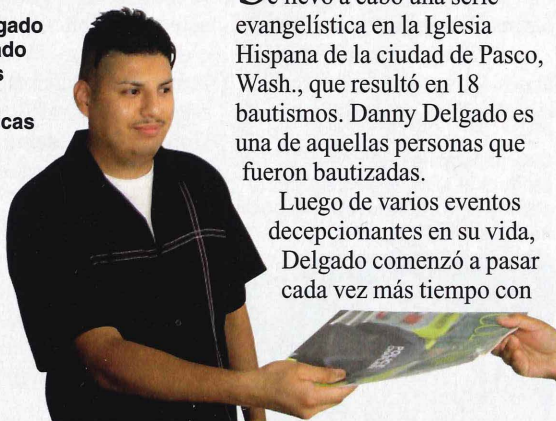 gado
ado
s
cas
Se llevó a cabo una serie
evangelística en la Iglesia
Hispana de la ciudad de Pasco,
Wash., que resultó en 18
bautismos. Danny Delgado es
una de aquellas personas que
fueron bautizadas.
Luego de varios eventos
decepcionantes en su vida,
Delgado comenzó a pasar
cada vez más tiempo con